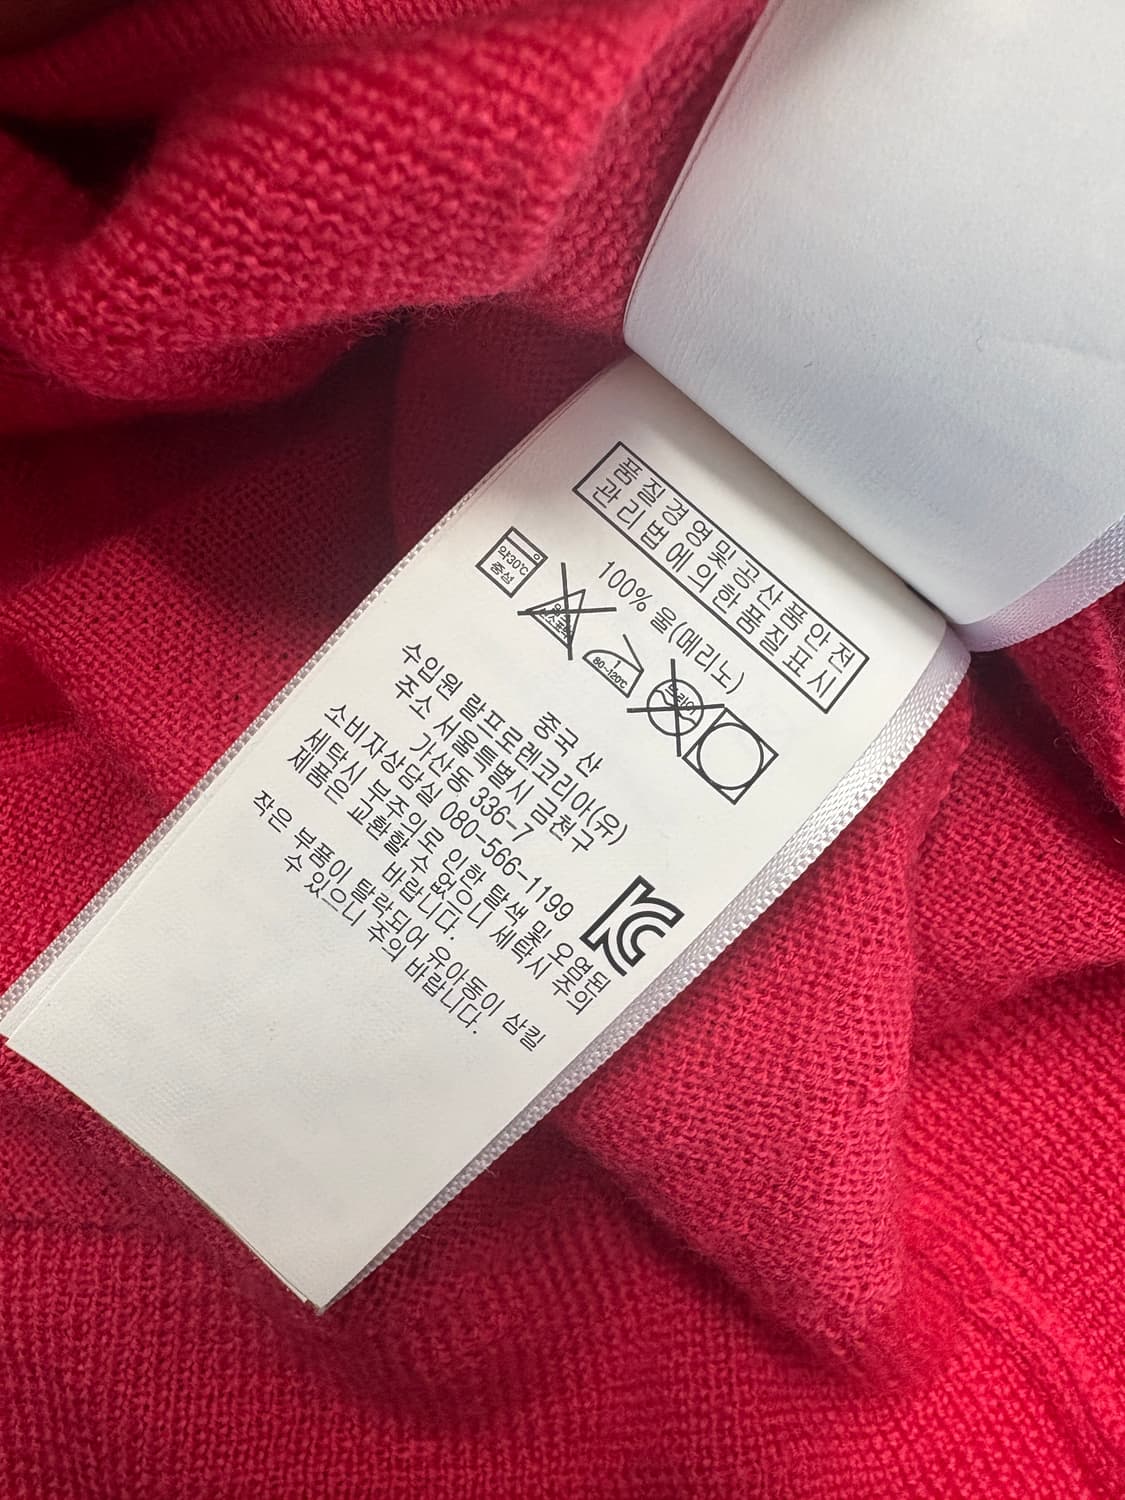 품질경영및공산품안전
관리법에의한품질표시
100% 울(메리노)
약30℃
중성
80~120℃
드라이
중국 산
수입원 랄프로렌코리아(유)
주소 서울특별시 금천구
가산동 336-7
소비자상담실 080-566-1199
세탁시 부주의로 인한 탈색 및 오염된
제품은 교환할 수 없으니 세탁시 주의
바랍니다.
작은 부품이 탈락되어 유아동이 삼킬
수 있으니 주의 바랍니다.